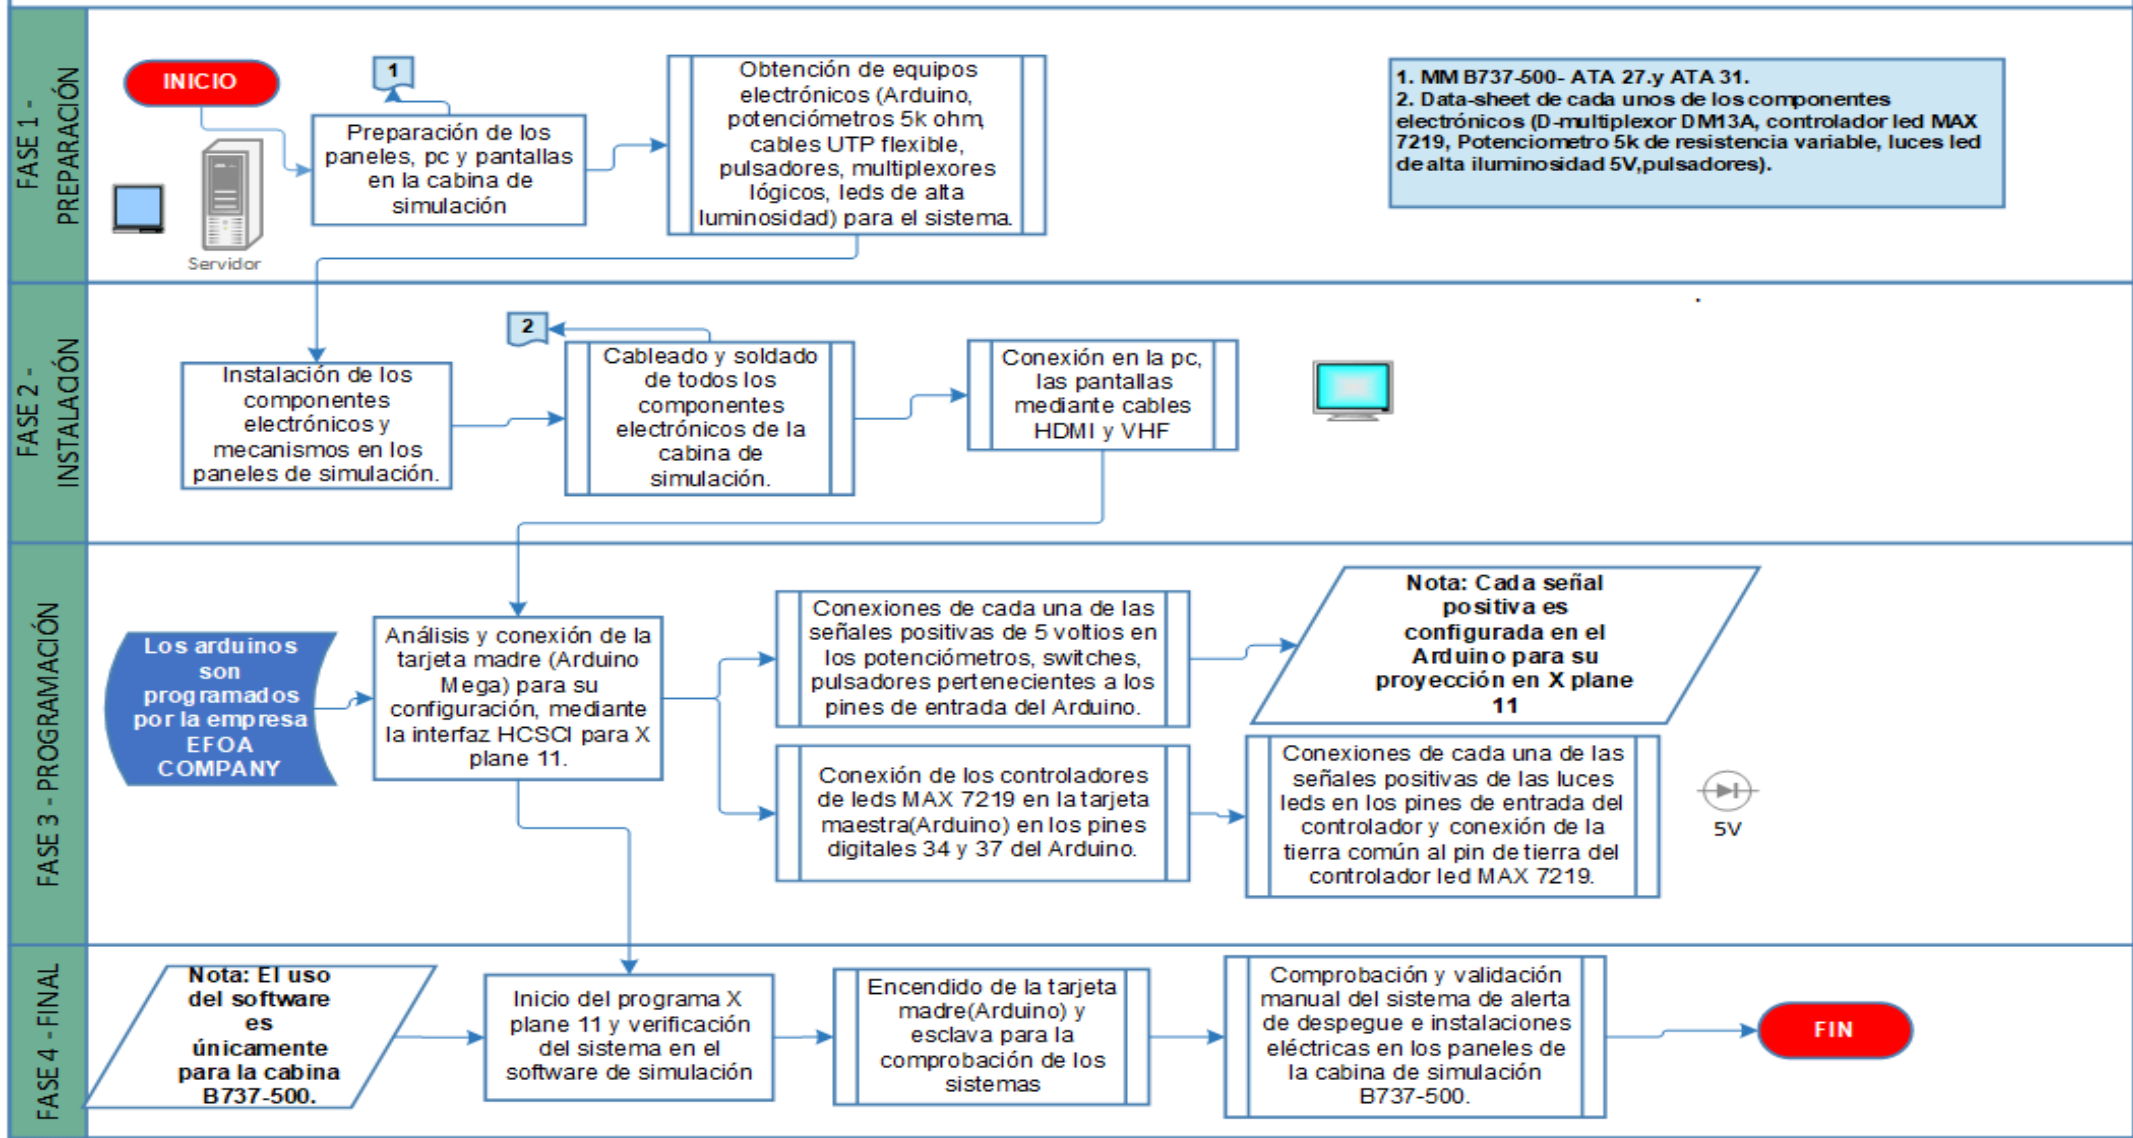 FASE 1 -
PREPARACIÓN
INICIO
1
Preparación de los
paneles, pc y pantallas
en la cabina de
simulación
Servidor
Obtención de equipos
electrónicos (Arduino,
potenciómetros 5k ohm,
cables UTP flexible,
pulsadores, multiplexores
lógicos, leds de alta
luminosidad) para el sistema.
1. MM B737-500- ATA 27.y ATA 31.
2. Data-sheet de cada unos de los componentes
electrónicos (D-multiplexor DM13A, controlador led MAX
7219, Potenciometro 5k de resistencia variable, luces led
de alta iluminosidad 5V,pulsadores).
FASE 2 -
INSTALACIÓN
Instalación de los
componentes
electrónicos y
mecanismos en los
paneles de simulación.
2
Cableado y soldado
de todos los
componentes
electrónicos de la
cabina de
simulación.
Conexión en la pc,
las pantallas
mediante cables
HDMI y VHF
.
FASE 3 - PROGRAMACIÓN
Los arduinos
son
programados
por la empresa
EFOA
COMPANY
Análisis y conexión de la
tarjeta madre (Arduino
Mega) para su
configuración, mediante
la interfaz HCSCI para X
plane 11.
Conexiones de cada una de las
señales positivas de 5 voltios en
los potenciómetros, switches,
pulsadores pertenecientes a los
pines de entrada del Arduino.
Nota: Cada señal
positiva es
configurada en el
Arduino para su
proyección en X plane
11
Conexión de los controladores
de leds MAX 7219 en la tarjeta
maestra(Arduino) en los pines
digitales 34 y 37 del Arduino.
Conexiones de cada una de las
señales positivas de las luces
leds en los pines de entrada del
controlador y conexión de la
tierra común al pin de tierra del
controlador led MAX 7219.
5V
FASE 4 - FINAL
Nota: El uso
del software
es
únicamente
para la cabina
B737-500.
Inicio del programa X
plane 11 y verificación
del sistema en el
software de simulación
Encendido de la tarjeta
madre(Arduino) y
esclava para la
comprobación de los
sistemas
Comprobación y validación
manual del sistema de alerta
de despegue e instalaciones
eléctricas en los paneles de
la cabina de simulación
B737-500.
FIN